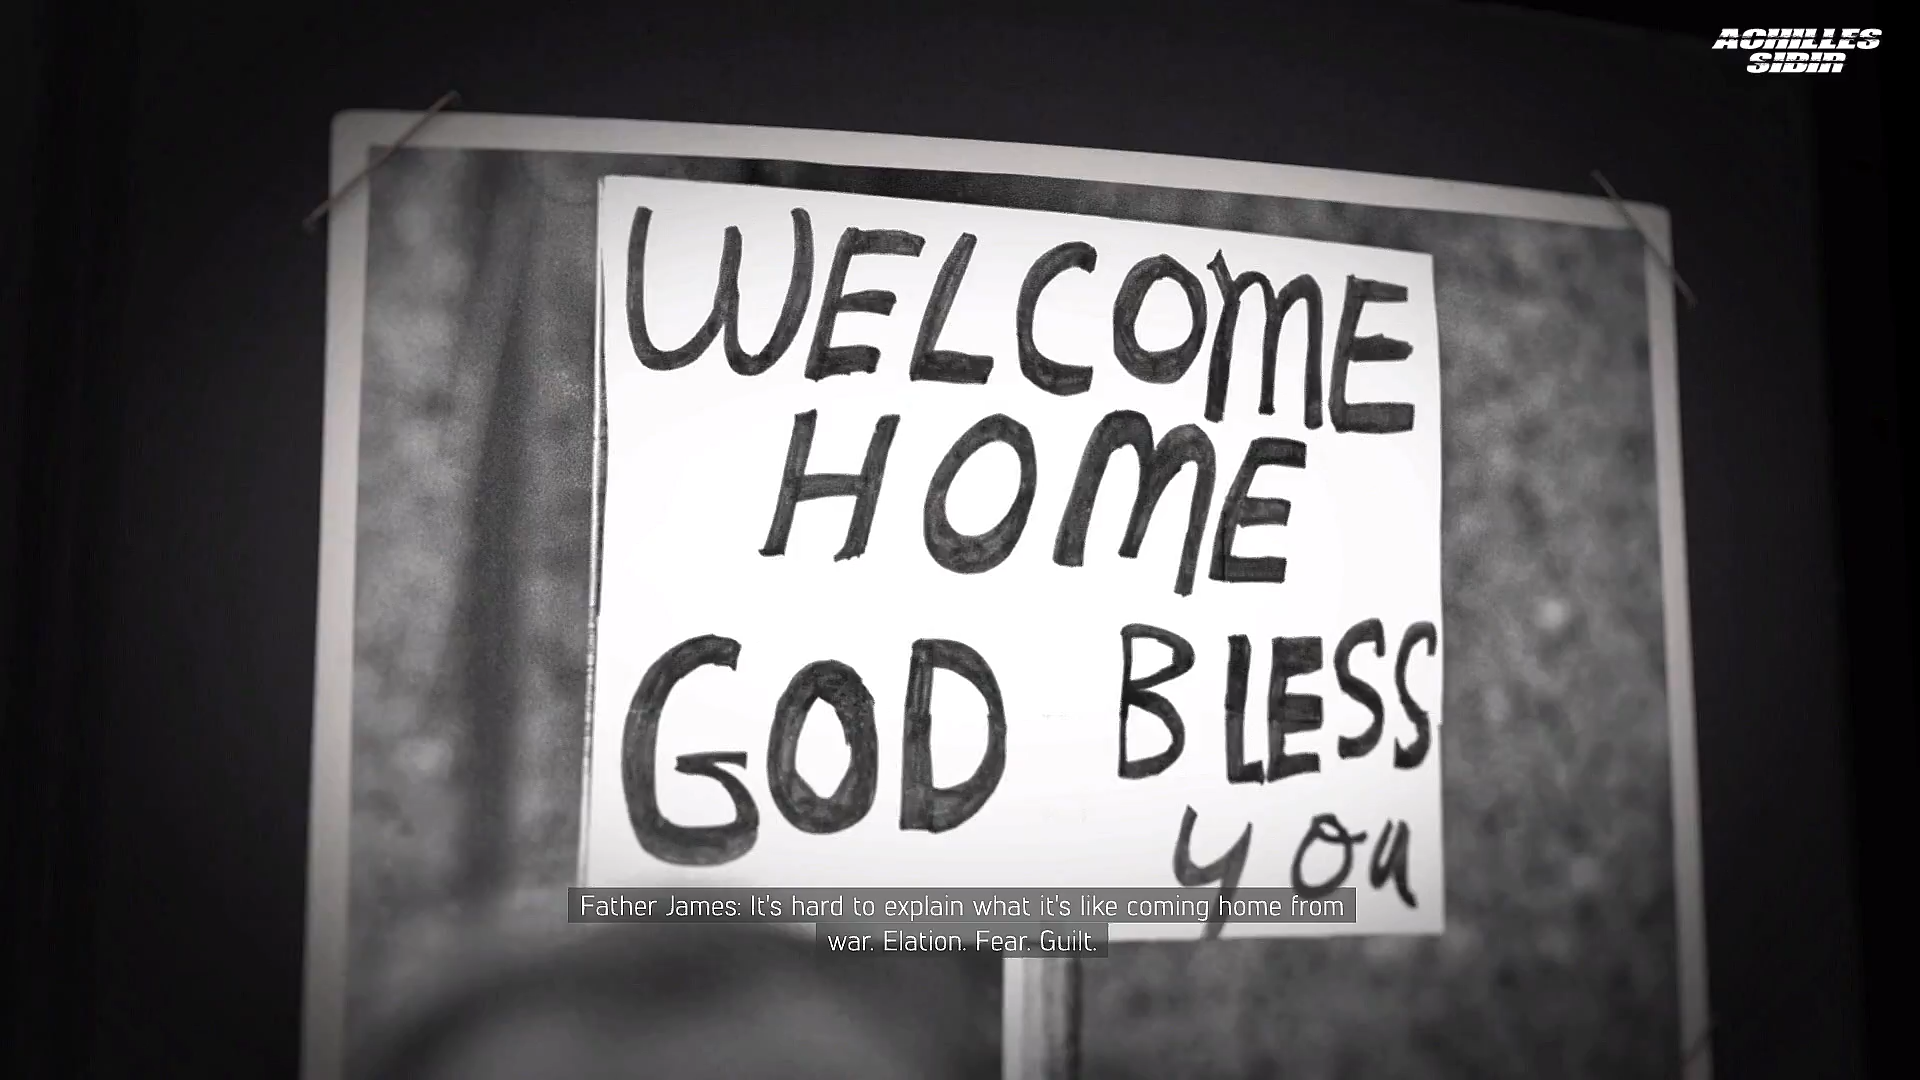 ACHILLES
SIBIR
WELCOME
HOME
GOD BLESS
you
Father James: It's hard to explain what it's like coming home from
war. Elation. Fear. Guilt.